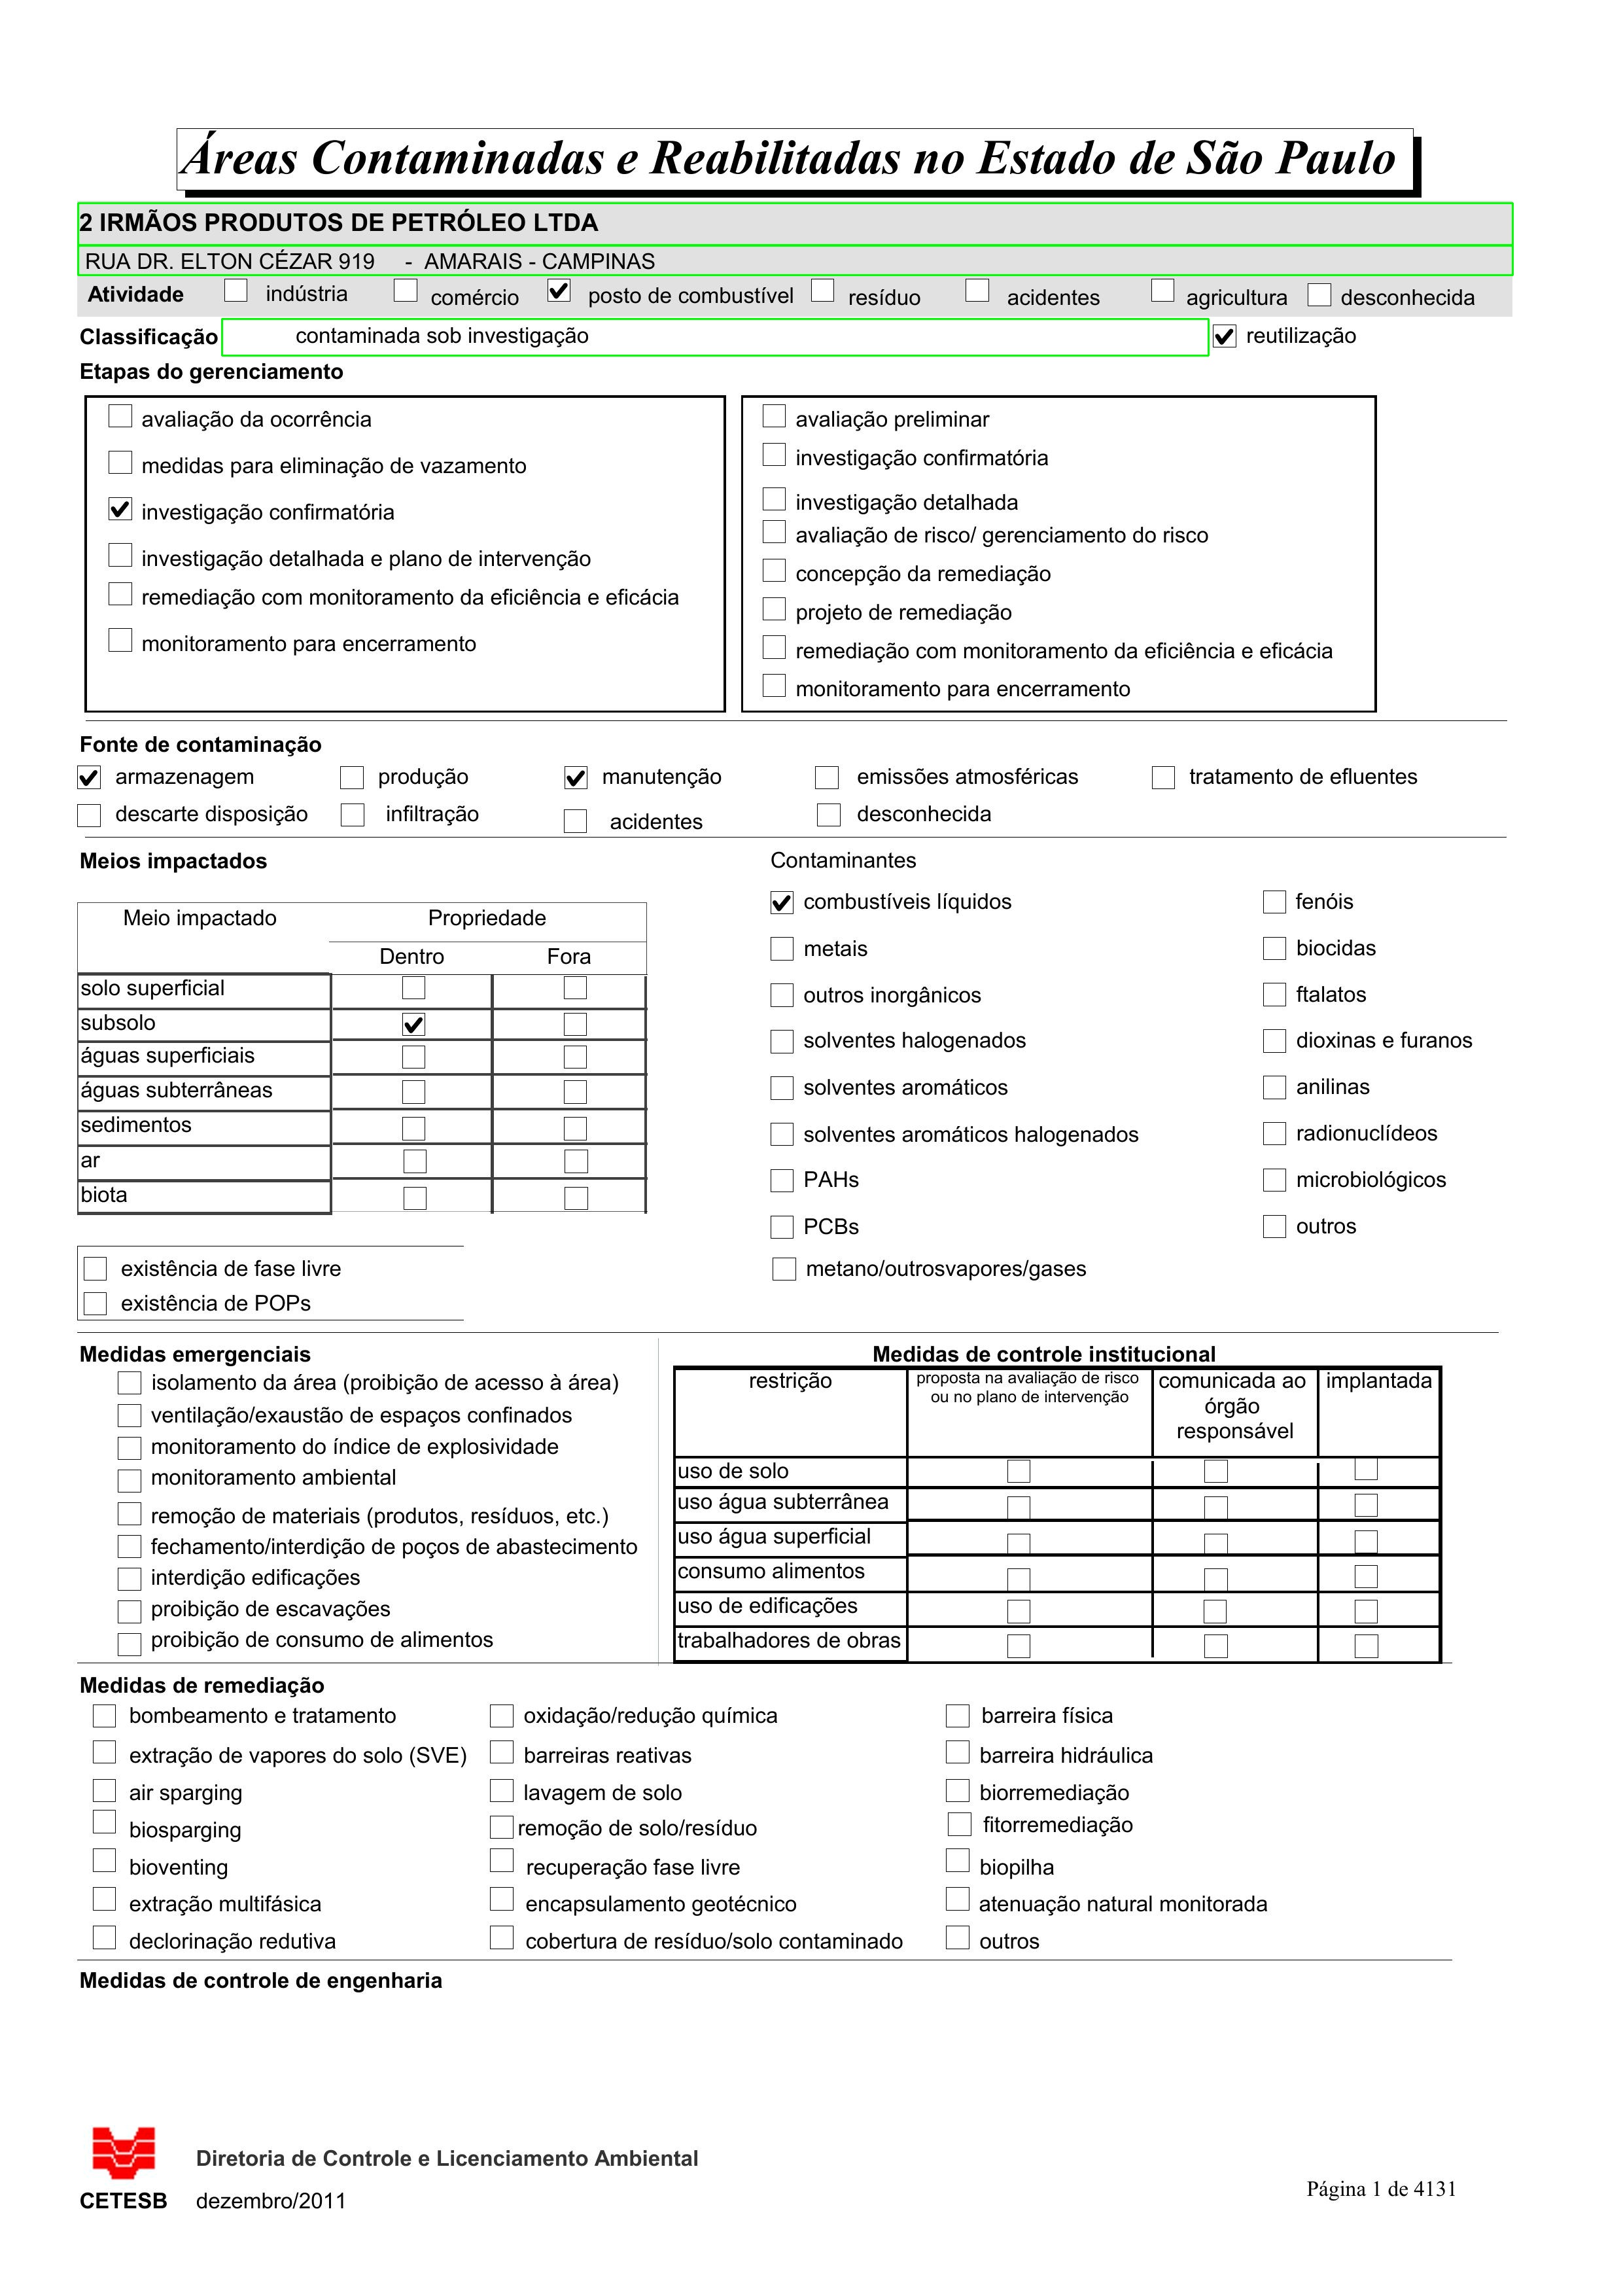 Áreas Contaminadas e Reabilitadas no Estado de São Paulo
2 IRMÃOS PRODUTOS DE PETRÓLEO LTDA
RUA DR. ELTON CÉZAR 919 - AMARAIS - CAMPINAS
Atividade indústria comércio posto de combustível resíduo acidentes agricultura desconhecida
Classificação contaminada sob investigação reutilização
Etapas do gerenciamento
avaliação da ocorrência
medidas para eliminação de vazamento
investigação confirmatória
investigação detalhada e plano de intervenção
remediação com monitoramento da eficiência e eficácia
monitoramento para encerramento
avaliação preliminar
investigação confirmatória
investigação detalhada
avaliação de risco/ gerenciamento do risco
concepção da remediação
projeto de remediação
remediação com monitoramento da eficiência e eficácia
monitoramento para encerramento
Fonte de contaminação
armazenagem produção manutenção emissões atmosféricas tratamento de efluentes
descarte disposição infiltração acidentes desconhecida
Meios impactados
Meio impactado Propriedade
Dentro Fora
solo superficial
subsolo
águas superficiais
águas subterrâneas
sedimentos
ar
biota
existência de fase livre
existência de POPs
Contaminantes
combustíveis líquidos fenóis
metais biocidas
outros inorgânicos ftalatos
solventes halogenados dioxinas e furanos
solventes aromáticos anilinas
solventes aromáticos halogenados radionuclídeos
PAHs microbiológicos
PCBs outros
metano/outrosvapores/gases
Medidas emergenciais
isolamento da área (proibição de acesso à área)
ventilação/exaustão de espaços confinados
monitoramento do índice de explosividade
monitoramento ambiental
remoção de materiais (produtos, resíduos, etc.)
fechamento/interdição de poços de abastecimento
interdição edificações
proibição de escavações
proibição de consumo de alimentos
Medidas de controle institucional
restrição proposta na avaliação de risco comunicada ao implantada
ou no plano de intervenção órgão
responsável
uso de solo
uso água subterrânea
uso água superficial
consumo alimentos
uso de edificações
trabalhadores de obras
Medidas de remediação
bombeamento e tratamento oxidação/redução química barreira física
extração de vapores do solo (SVE) barreiras reativas barreira hidráulica
air sparging lavagem de solo biorremediação
biosparging remoção de solo/resíduo fitorremediação
bioventing recuperação fase livre biopilha
extração multifásica encapsulamento geotécnico atenuação natural monitorada
declorinação redutiva cobertura de resíduo/solo contaminado outros
Medidas de controle de engenharia
Diretoria de Controle e Licenciamento Ambiental
CETESB dezembro/2011
Página 1 de 4131